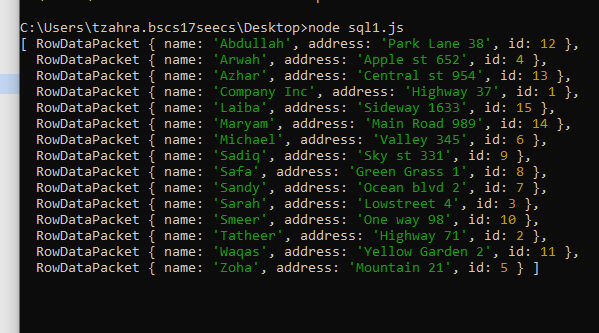 C:\Users\tzahra.bscs17seecs\Desktop>node sql1.js
[ RowDataPacket { name: 'Abdullah', address: 'Park Lane 38', id: 12 },
  RowDataPacket { name: 'Arwah', address: 'Apple st 652', id: 4 },
  RowDataPacket { name: 'Azhar', address: 'Central st 954', id: 13 },
  RowDataPacket { name: 'Company Inc', address: 'Highway 37', id: 1 },
  RowDataPacket { name: 'Laiba', address: 'Sideway 1633', id: 15 },
  RowDataPacket { name: 'Maryam', address: 'Main Road 989', id: 14 },
  RowDataPacket { name: 'Michael', address: 'Valley 345', id: 6 },
  RowDataPacket { name: 'Sadiq', address: 'Sky st 331', id: 9 },
  RowDataPacket { name: 'Safa', address: 'Green Grass 1', id: 8 },
  RowDataPacket { name: 'Sandy', address: 'Ocean blvd 2', id: 7 },
  RowDataPacket { name: 'Sarah', address: 'Lowstreet 4', id: 3 },
  RowDataPacket { name: 'Smeer', address: 'One way 98', id: 10 },
  RowDataPacket { name: 'Tatheer', address: 'Highway 71', id: 2 },
  RowDataPacket { name: 'Waqas', address: 'Yellow Garden 2', id: 11 },
  RowDataPacket { name: 'Zoha', address: 'Mountain 21', id: 5 } ]